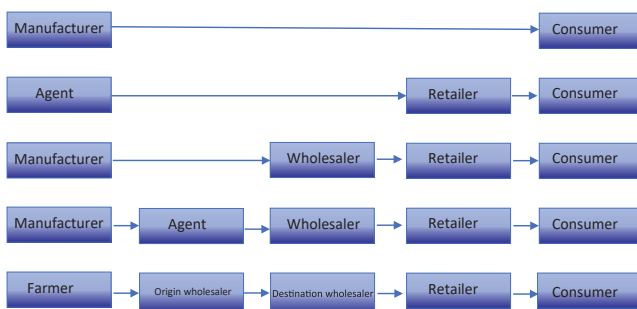 Manufacturer Consumer
Agent Retailer Consumer
Manufacturer Wholesaler Retailer Consumer
Manufacturer Agent Wholesaler Retailer Consumer
Farmer Origin wholesaler Destination wholesaler Retailer Consumer